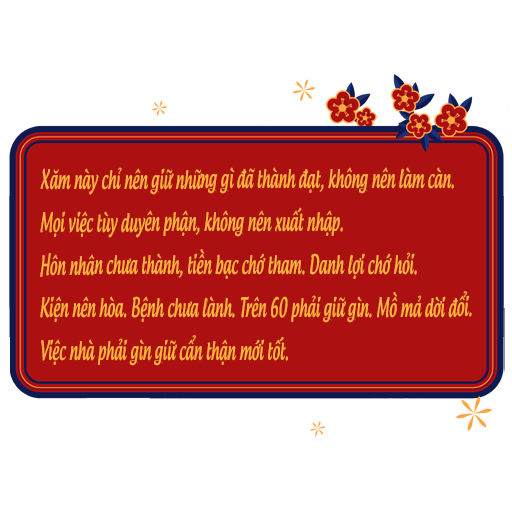 Xăm này chỉ nên giữ những gì đã thành đạt, không nên làm càn.
Mọi việc tùy duyên phận, không nên xuất nhập.
Hôn nhân chưa thành, tiền bạc chớ tham. Danh lợi chớ hỏi.
Kiện nên hòa. Bệnh chưa lành. Trên 60 phải giữ gìn. Mồ mả dời đổi.
Việc nhà phải gìn giữ cẩn thận mới tốt.